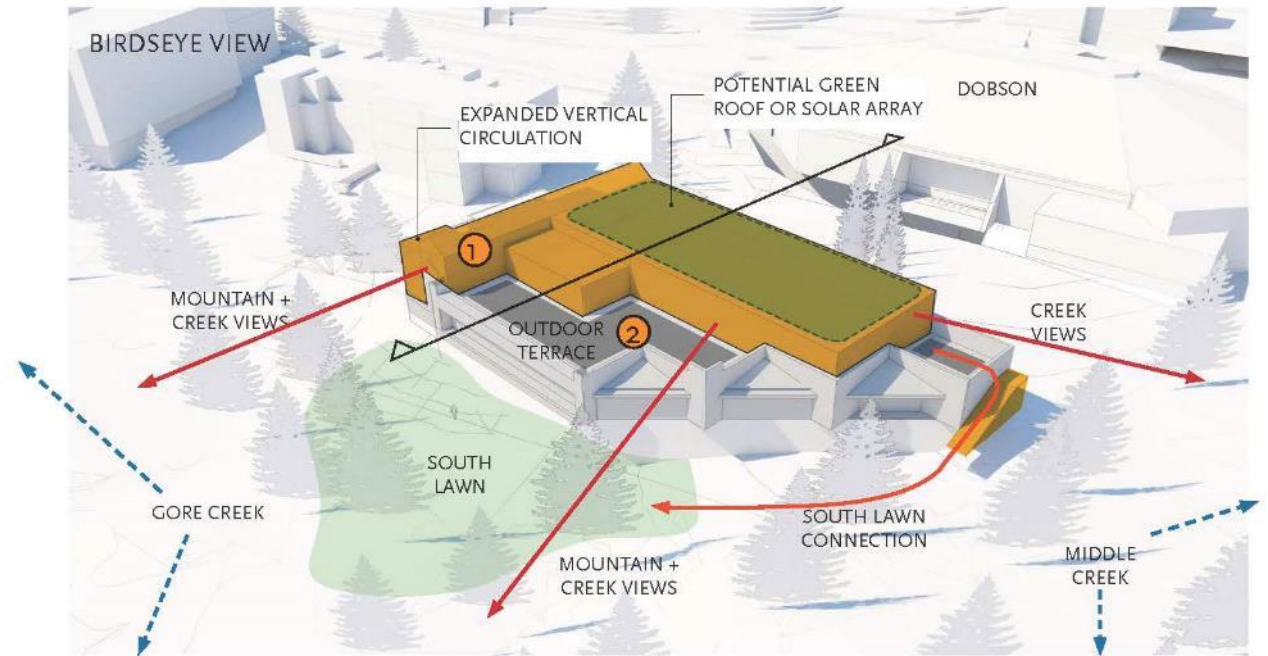 BIRDSEYE VIEW
POTENTIAL GREEN
ROOF OR SOLAR ARRAY
DOBSON
EXPANDED VERTICAL
CIRCULATION
1
MOUNTAIN +
CREEK VIEWS
OUTDOOR
TERRACE
2
CREEK
VIEWS
SOUTH
LAWN
GORE CREEK
SOUTH LAWN
CONNECTION
MOUNTAIN +
CREEK VIEWS
MIDDLE
CREEK